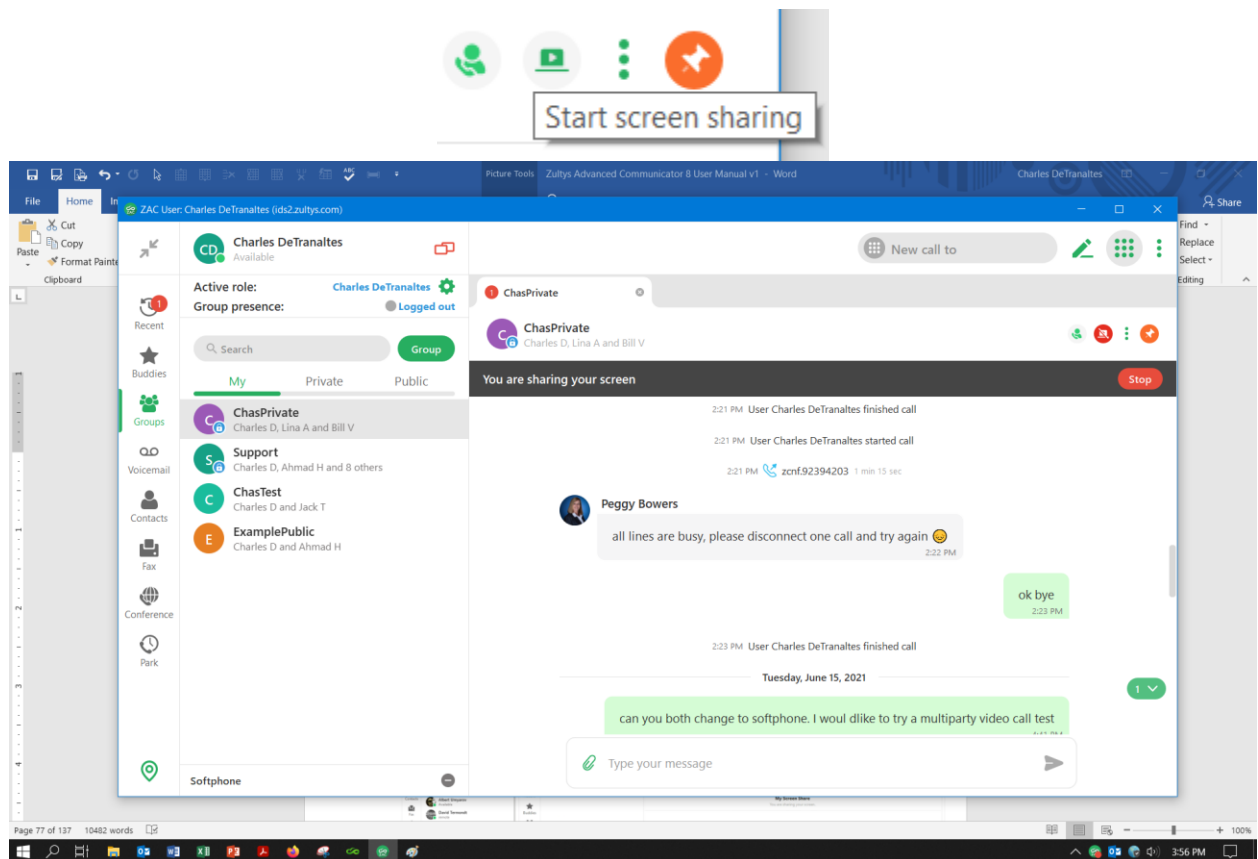 Start screen sharing
Picture Tools
Zultys Advanced Communicator 8 User Manual v1 - Word
Charles DeTranaltes
File
Home
In
Share
ZAC User: Charles DeTranaltes (ids2.zultys.com)
Cut
Copy
Format Painte
Paste
Clipboard
Find
Replace
Select
Editing
CD
Charles DeTranaltes
Available
New call to
Active role:
Charles DeTranaltes
Group presence:
Logged out
Search
Group
My
Private
Public
1
Recent
Buddies
Groups
Voicemail
Contacts
Fax
Conference
Park
C
ChasPrivate
Charles D, Lina A and Bill V
S
Support
Charles D, Ahmad H and 8 others
C
ChasTest
Charles D and Jack T
E
ExamplePublic
Charles D and Ahmad H
Softphone
1
ChasPrivate
C
ChasPrivate
Charles D, Lina A and Bill V
You are sharing your screen
Stop
2:21 PM User Charles DeTranaltes finished call
2:21 PM User Charles DeTranaltes started call
2:21 PM zcnf.92394203 1 min 15 sec
Peggy Bowers
all lines are busy, please disconnect one call and try again
2:22 PM
ok bye
2:23 PM
2:23 PM User Charles DeTranaltes finished call
Tuesday, June 15, 2021
1
can you both change to softphone. I woul dlike to try a multiparty video call test
Type your message
My Screen Share
Page 77 of 137
10482 words
100%
3:56 PM